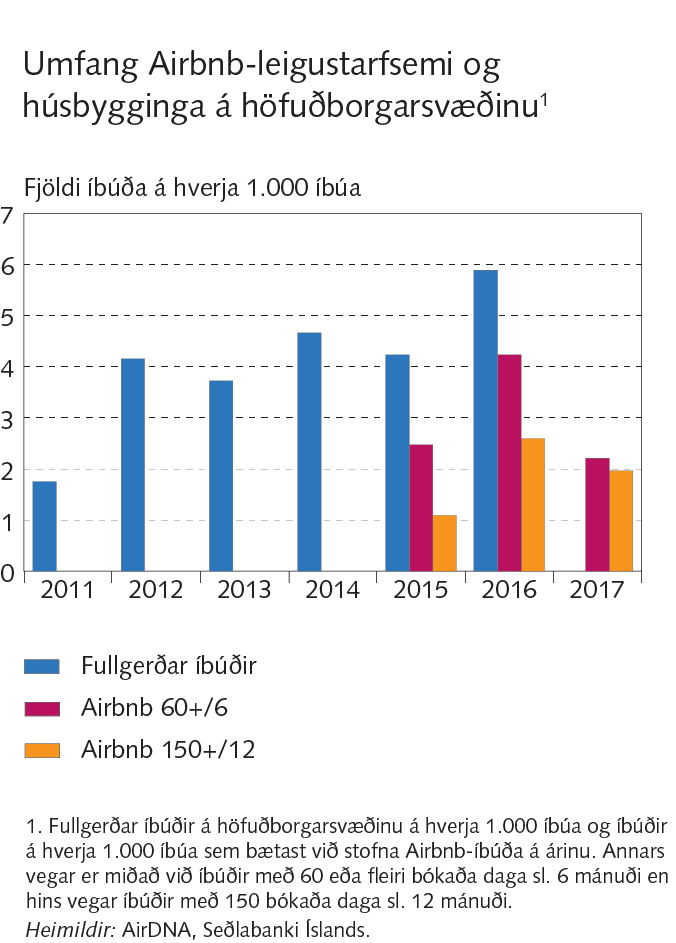 Umfang Airbnb-leigustarfsemi og
húsbygginga á höfuðborgarsvæðinu¹
Fjöldi íbúða á hverja 1.000 íbúa
7
6
5
4
3
2
1
0
2011 2012 2013 2014 2015 2016 2017
Fullgerðar íbúðir
Airbnb 60+/6
Airbnb 150+/12
1. Fullgerðar íbúðir á höfuðborgarsvæðinu á hverja 1.000 íbúa og íbúðir
á hverja 1.000 íbúa sem bætast við stofna Airbnb-íbúða á árinu. Annars
vegar er miðað við íbúðir með 60 eða fleiri bókaða daga sl. 6 mánuði en
hins vegar íbúðir með 150 bókaða daga sl. 12 mánuði.
Heimildir: AirDNA, Seðlabanki Íslands.